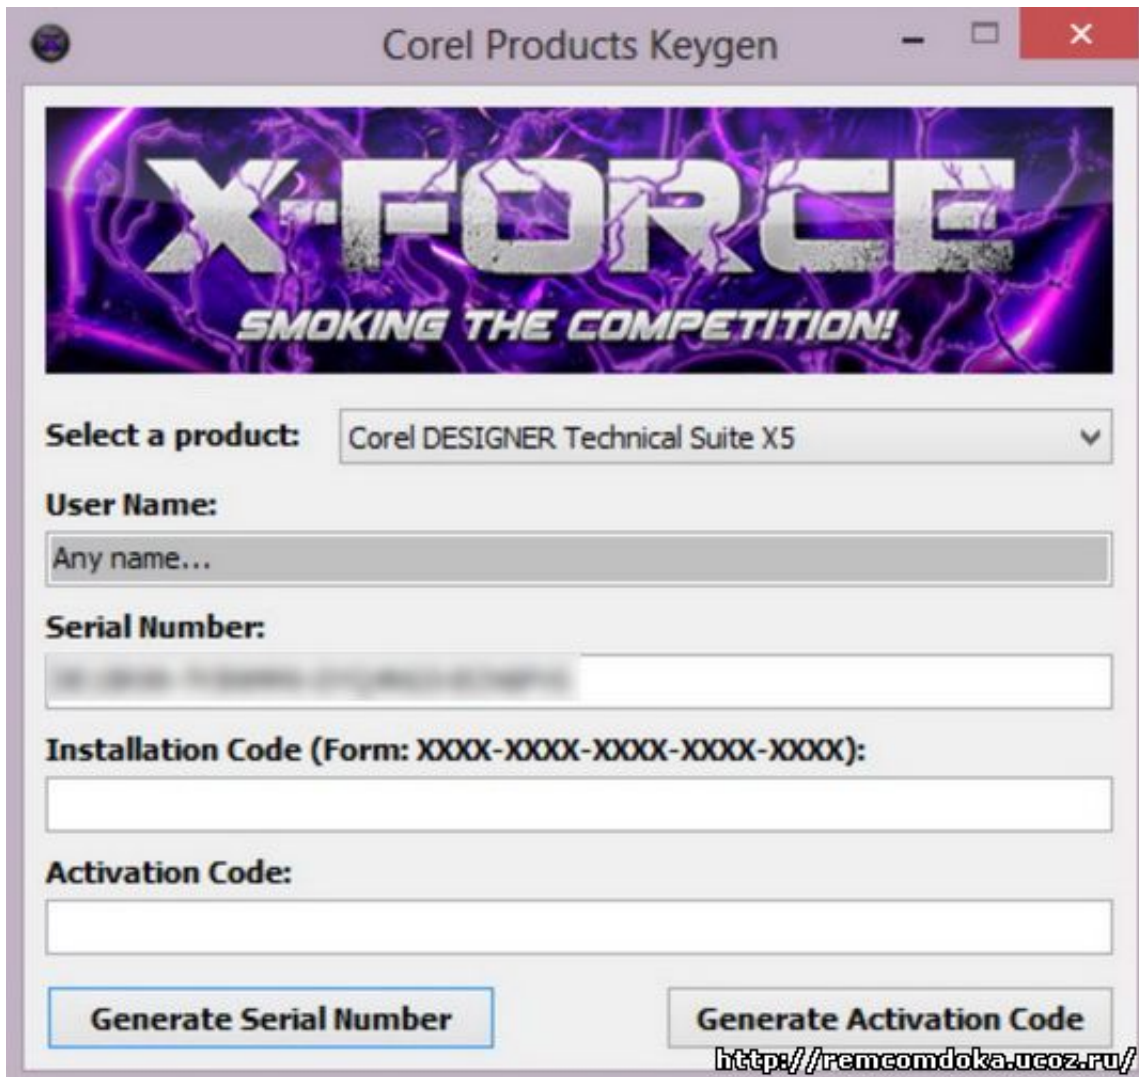 Corel Products Keygen
X-FORCE
SMOKING THE COMPETITION!
Select a product: Corel DESIGNER Technical Suite X5
User Name:
Any name...
Serial Number:
Installation Code (Form: XXXX-XXXX-XXXX-XXXX-XXXX):
Activation Code:
Generate Serial Number Generate Activation Code
http://remcomdoka.ucoz.ru/